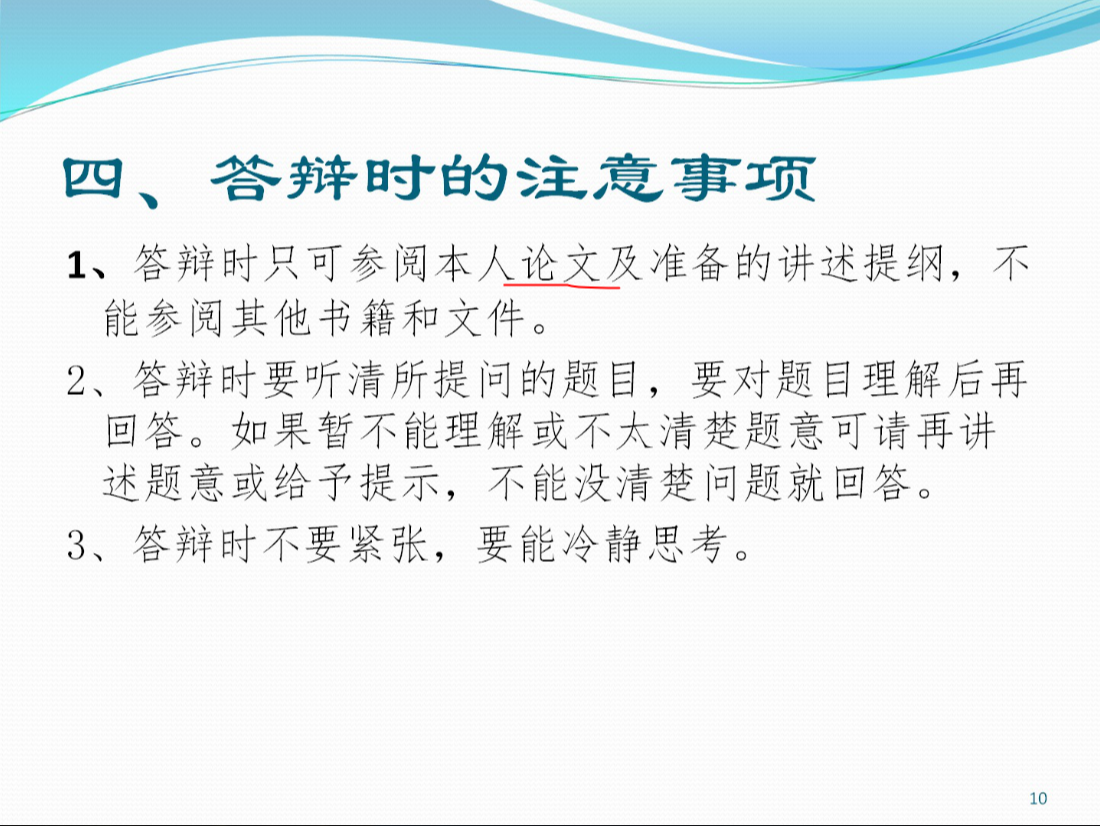 四、答辩时的注意事项
1、答辩时只可参阅本人论文及准备的讲述提纲，不
能参阅其他书籍和文件。
2、答辩时要听清所提问的题目，要对题目理解后再
回答。如果暂不能理解或不太清楚题意可请再讲
述题意或给予提示，不能没清楚问题就回答。
3、答辩时不要紧张，要能冷静思考。
10